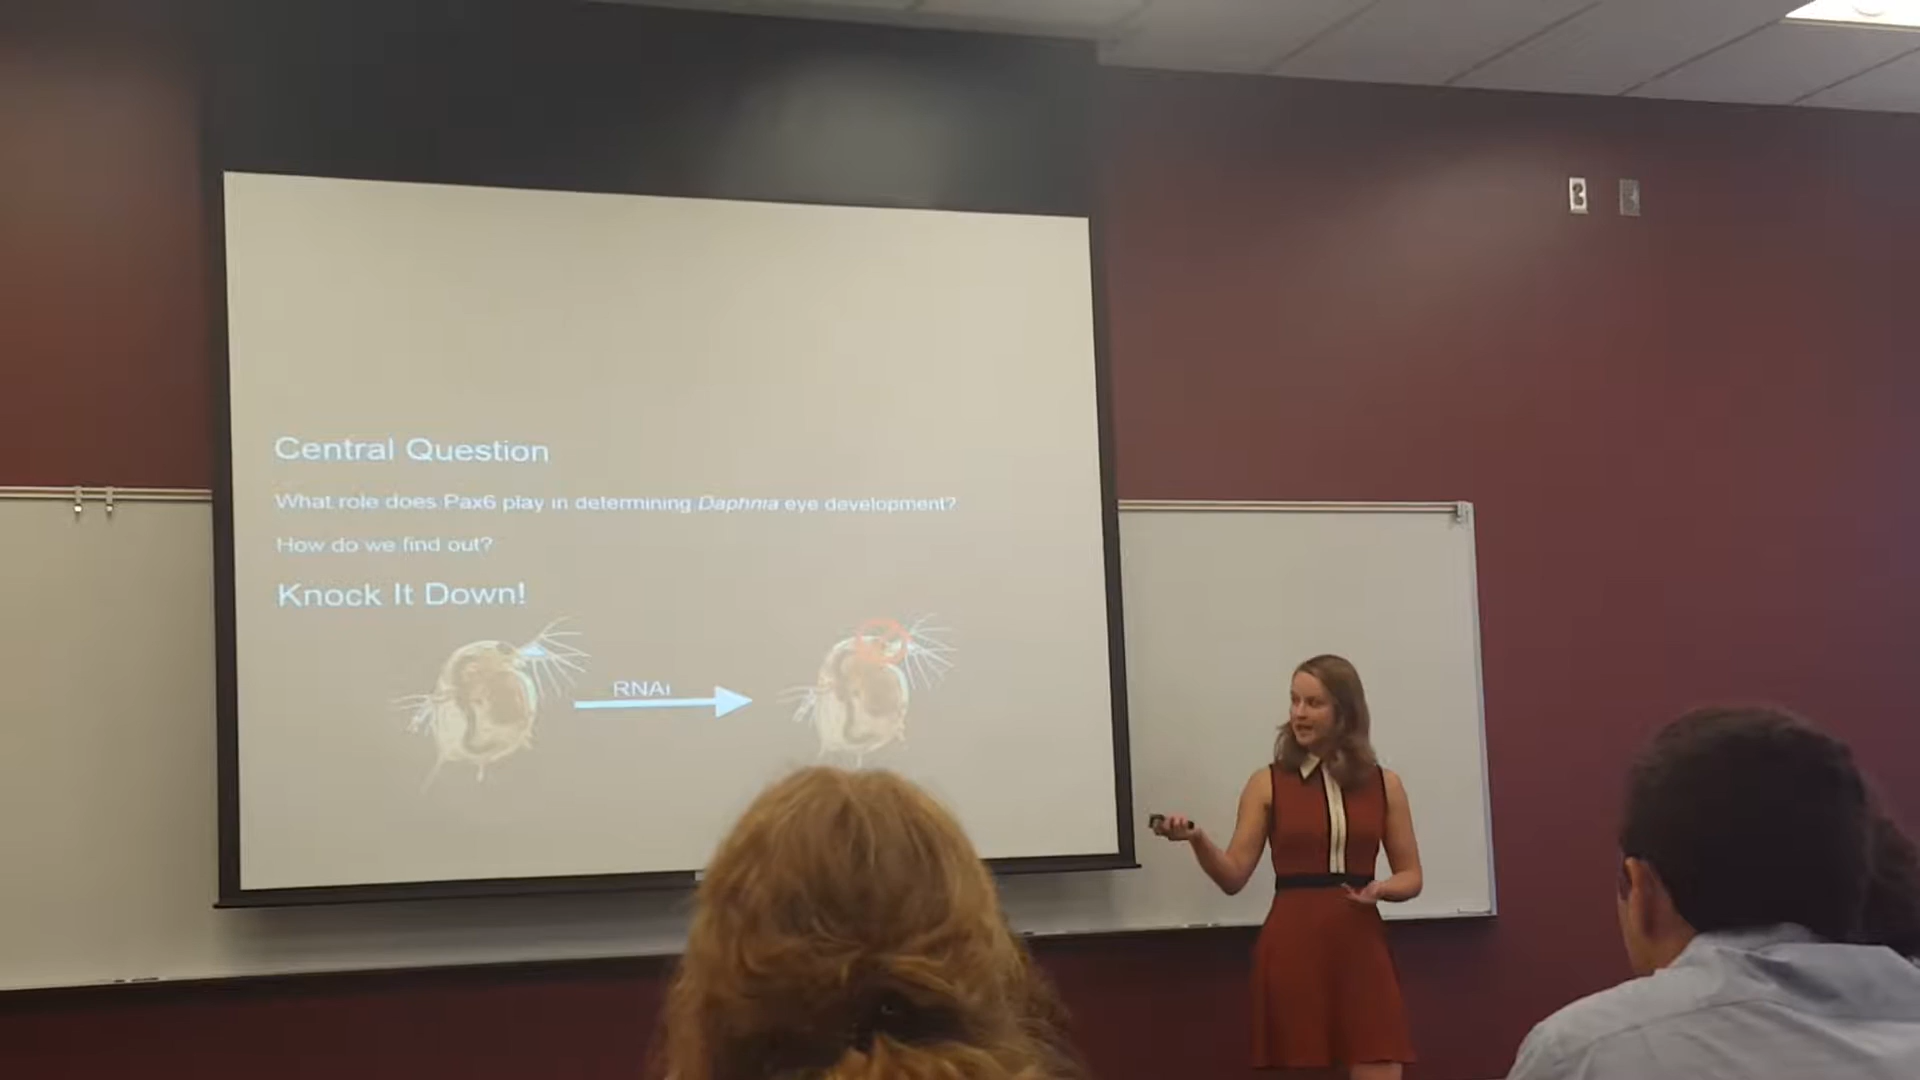 Central Question
What role does Pax6 play in determining Daphnia eye development?
How do we find out?
Knock It Down!
RNAi